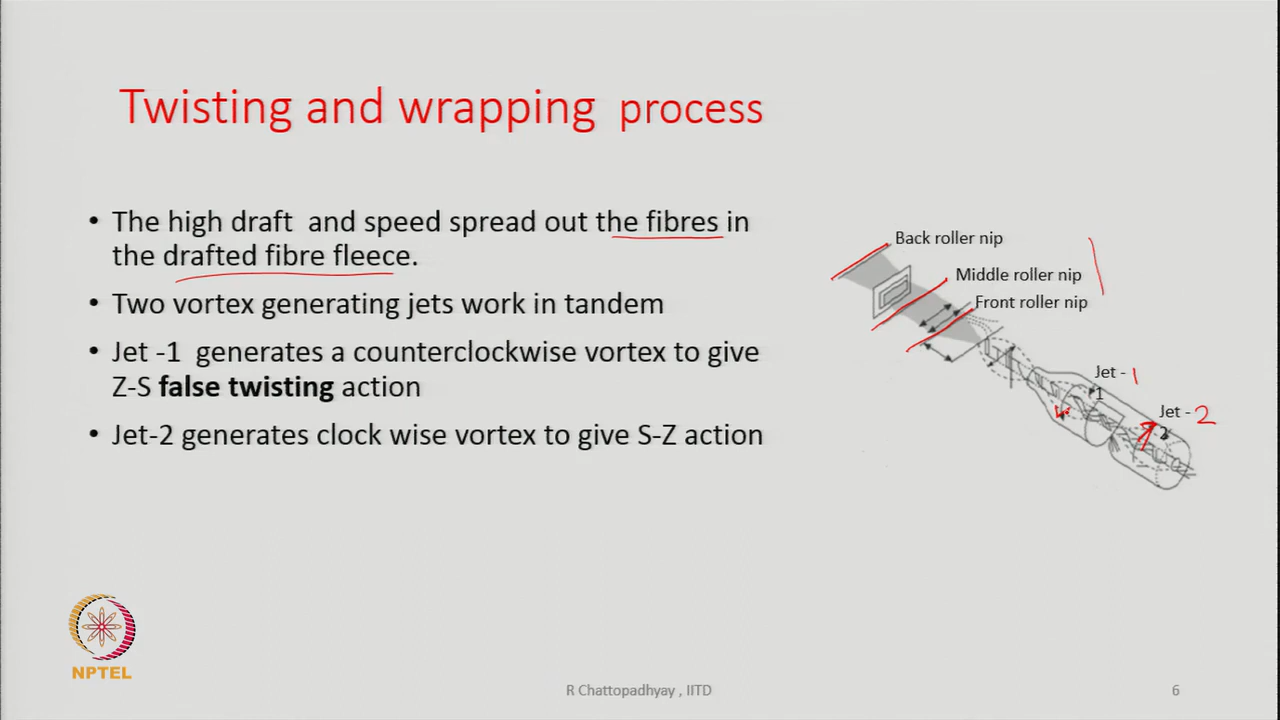 Twisting and wrapping process
• The high draft and speed spread out the fibres in
the drafted fibre fleece.
• Two vortex generating jets work in tandem
• Jet -1 generates a counterclockwise vortex to give
Z-S false twisting action
• Jet-2 generates clock wise vortex to give S-Z action
Back roller nip
Middle roller nip
Front roller nip
Jet - 1
1
Jet - 2
2
NPTEL
R Chattopadhyay , IITD
6